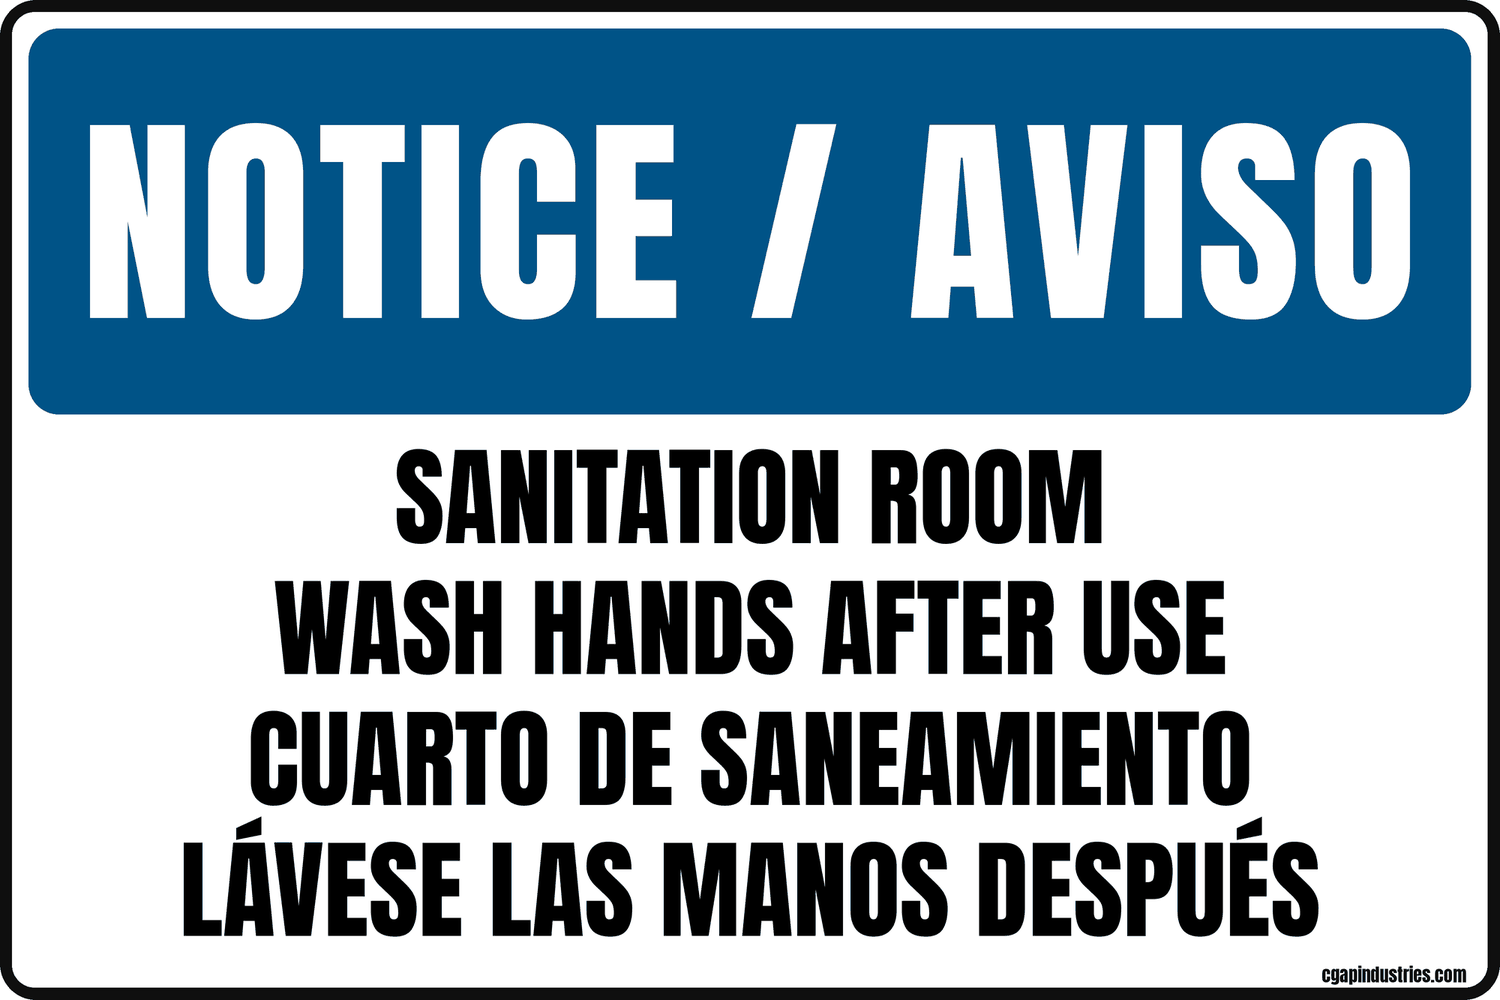 NOTICE / AVISO
SANITATION ROOM
WASH HANDS AFTER USE
CUARTO DE SANEAMIENTO
LÁVESE LAS MANOS DESPUÉS
cgapindustries.com